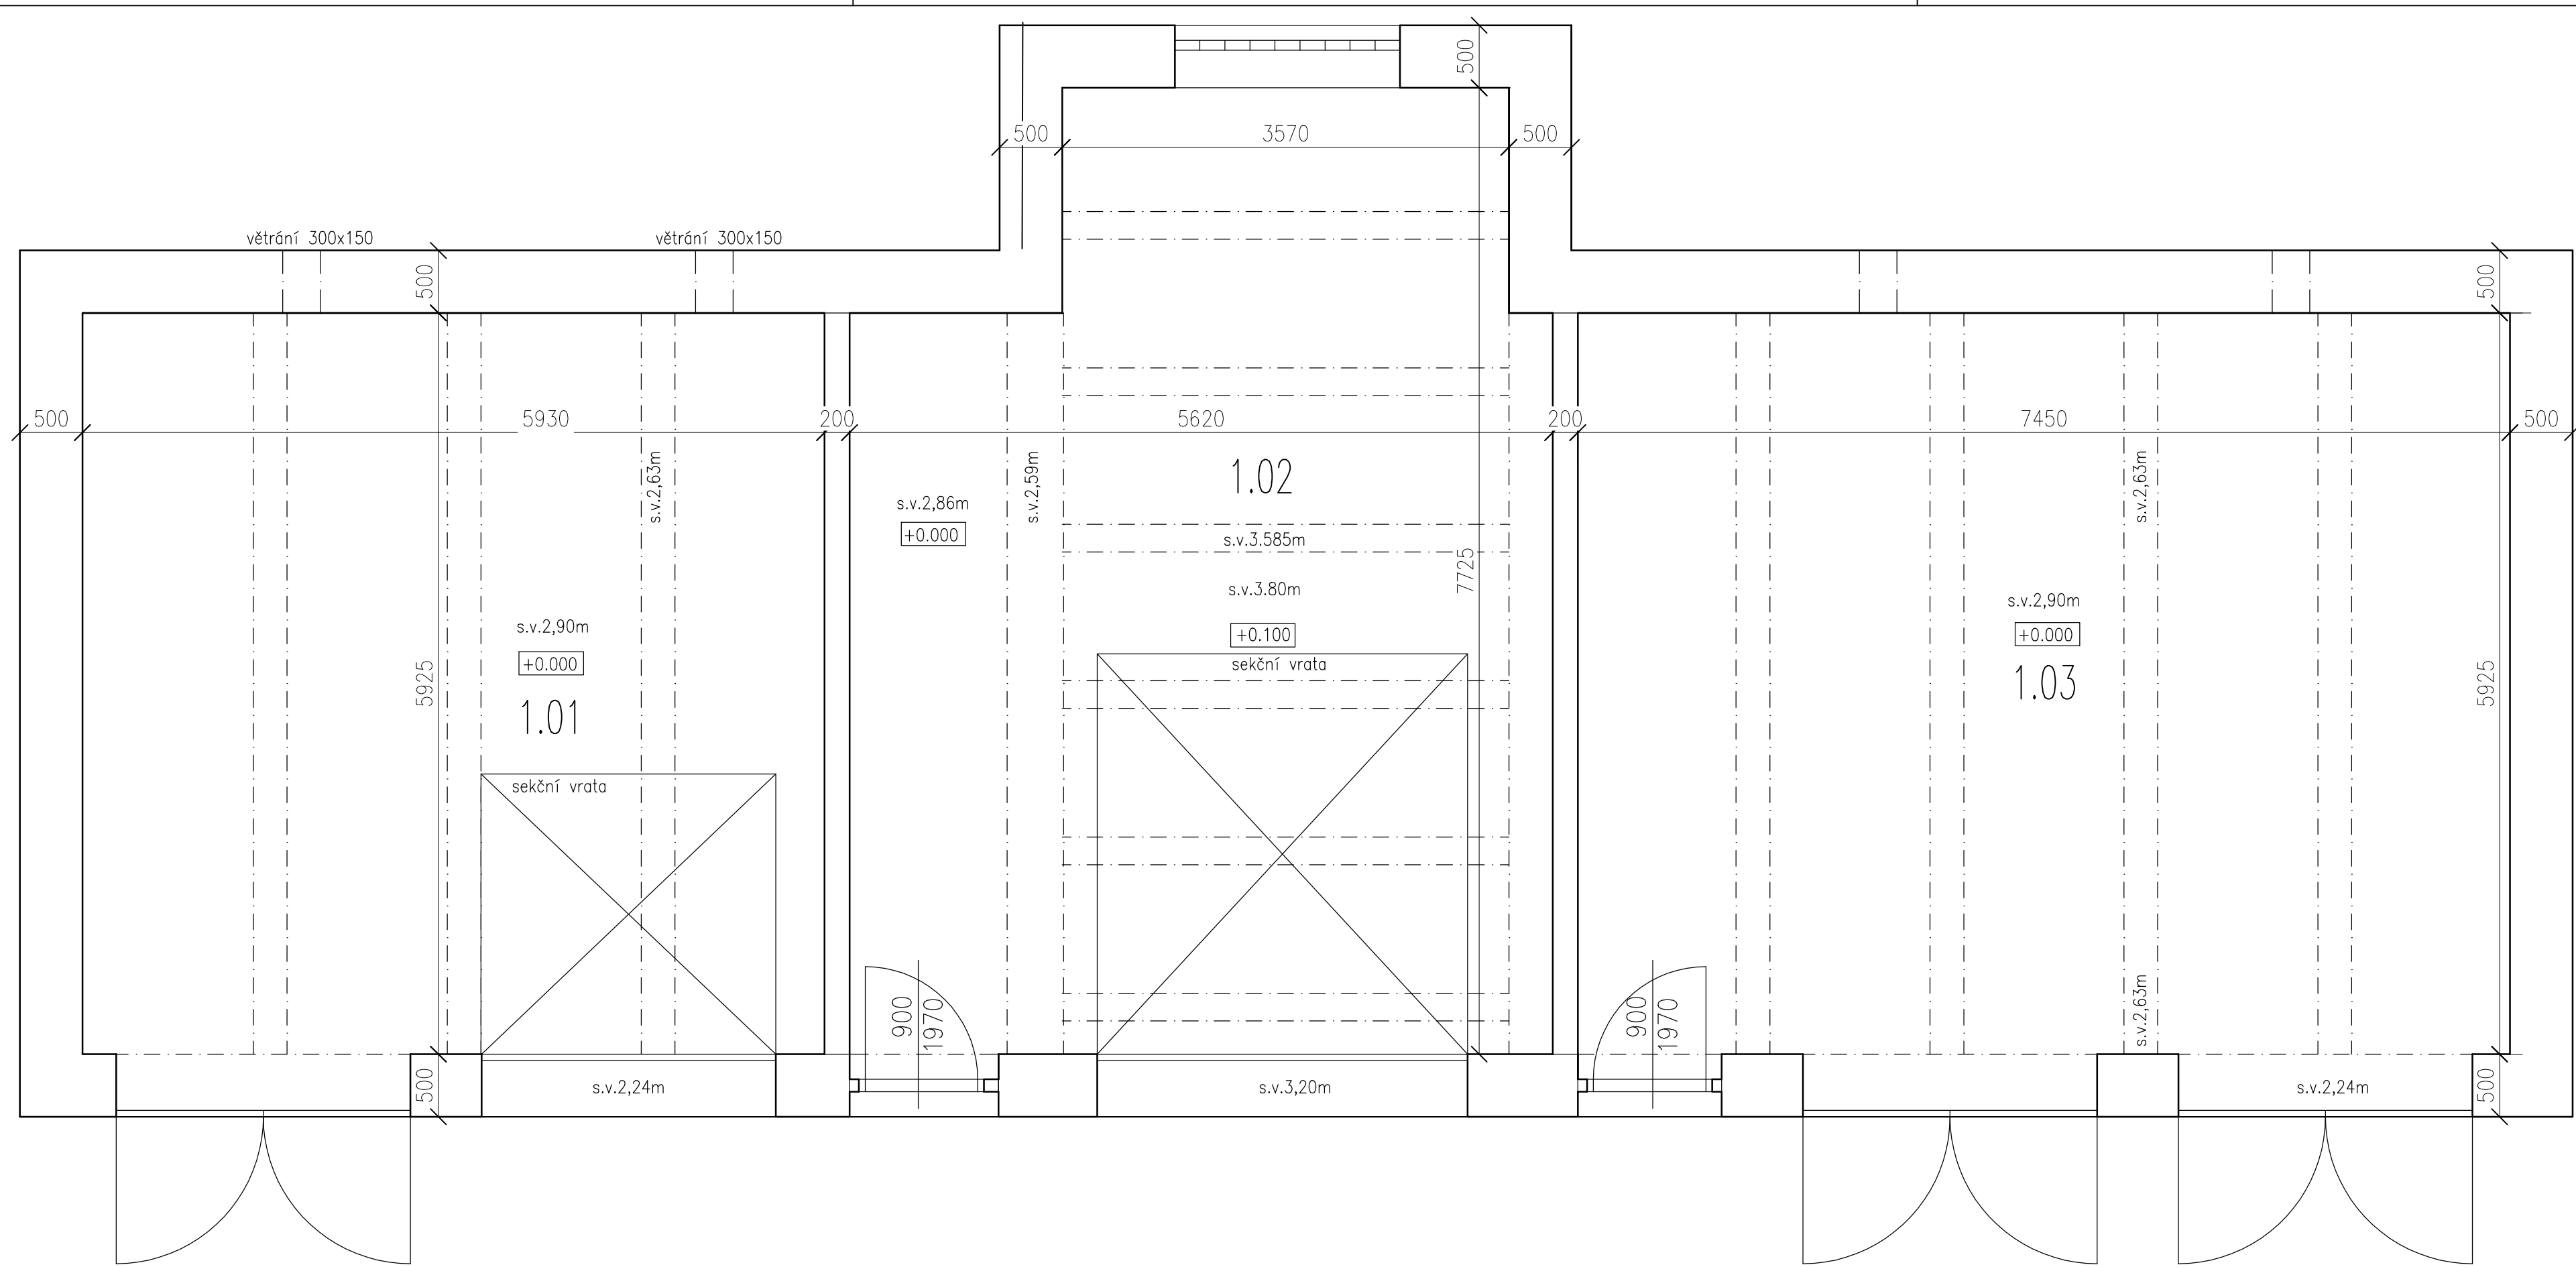 500
500
3570
500
větrání 300x150
větrání 300x150
500
500
500
5930
200
5620
200
7450
500
s.v.2,63m
s.v.2,59m
s.v.2,63m
1.02
s.v.2,86m
+0.000
s.v.3.585m
7725
s.v.3.80m
+0.100
sekční vrata
s.v.2,90m
+0.000
1.01
5925
s.v.2,90m
+0.000
1.03
5925
sekční vrata
900
1970
900
1970
s.v.2,63m
500
s.v.2,24m
s.v.3,20m
s.v.2,24m
500